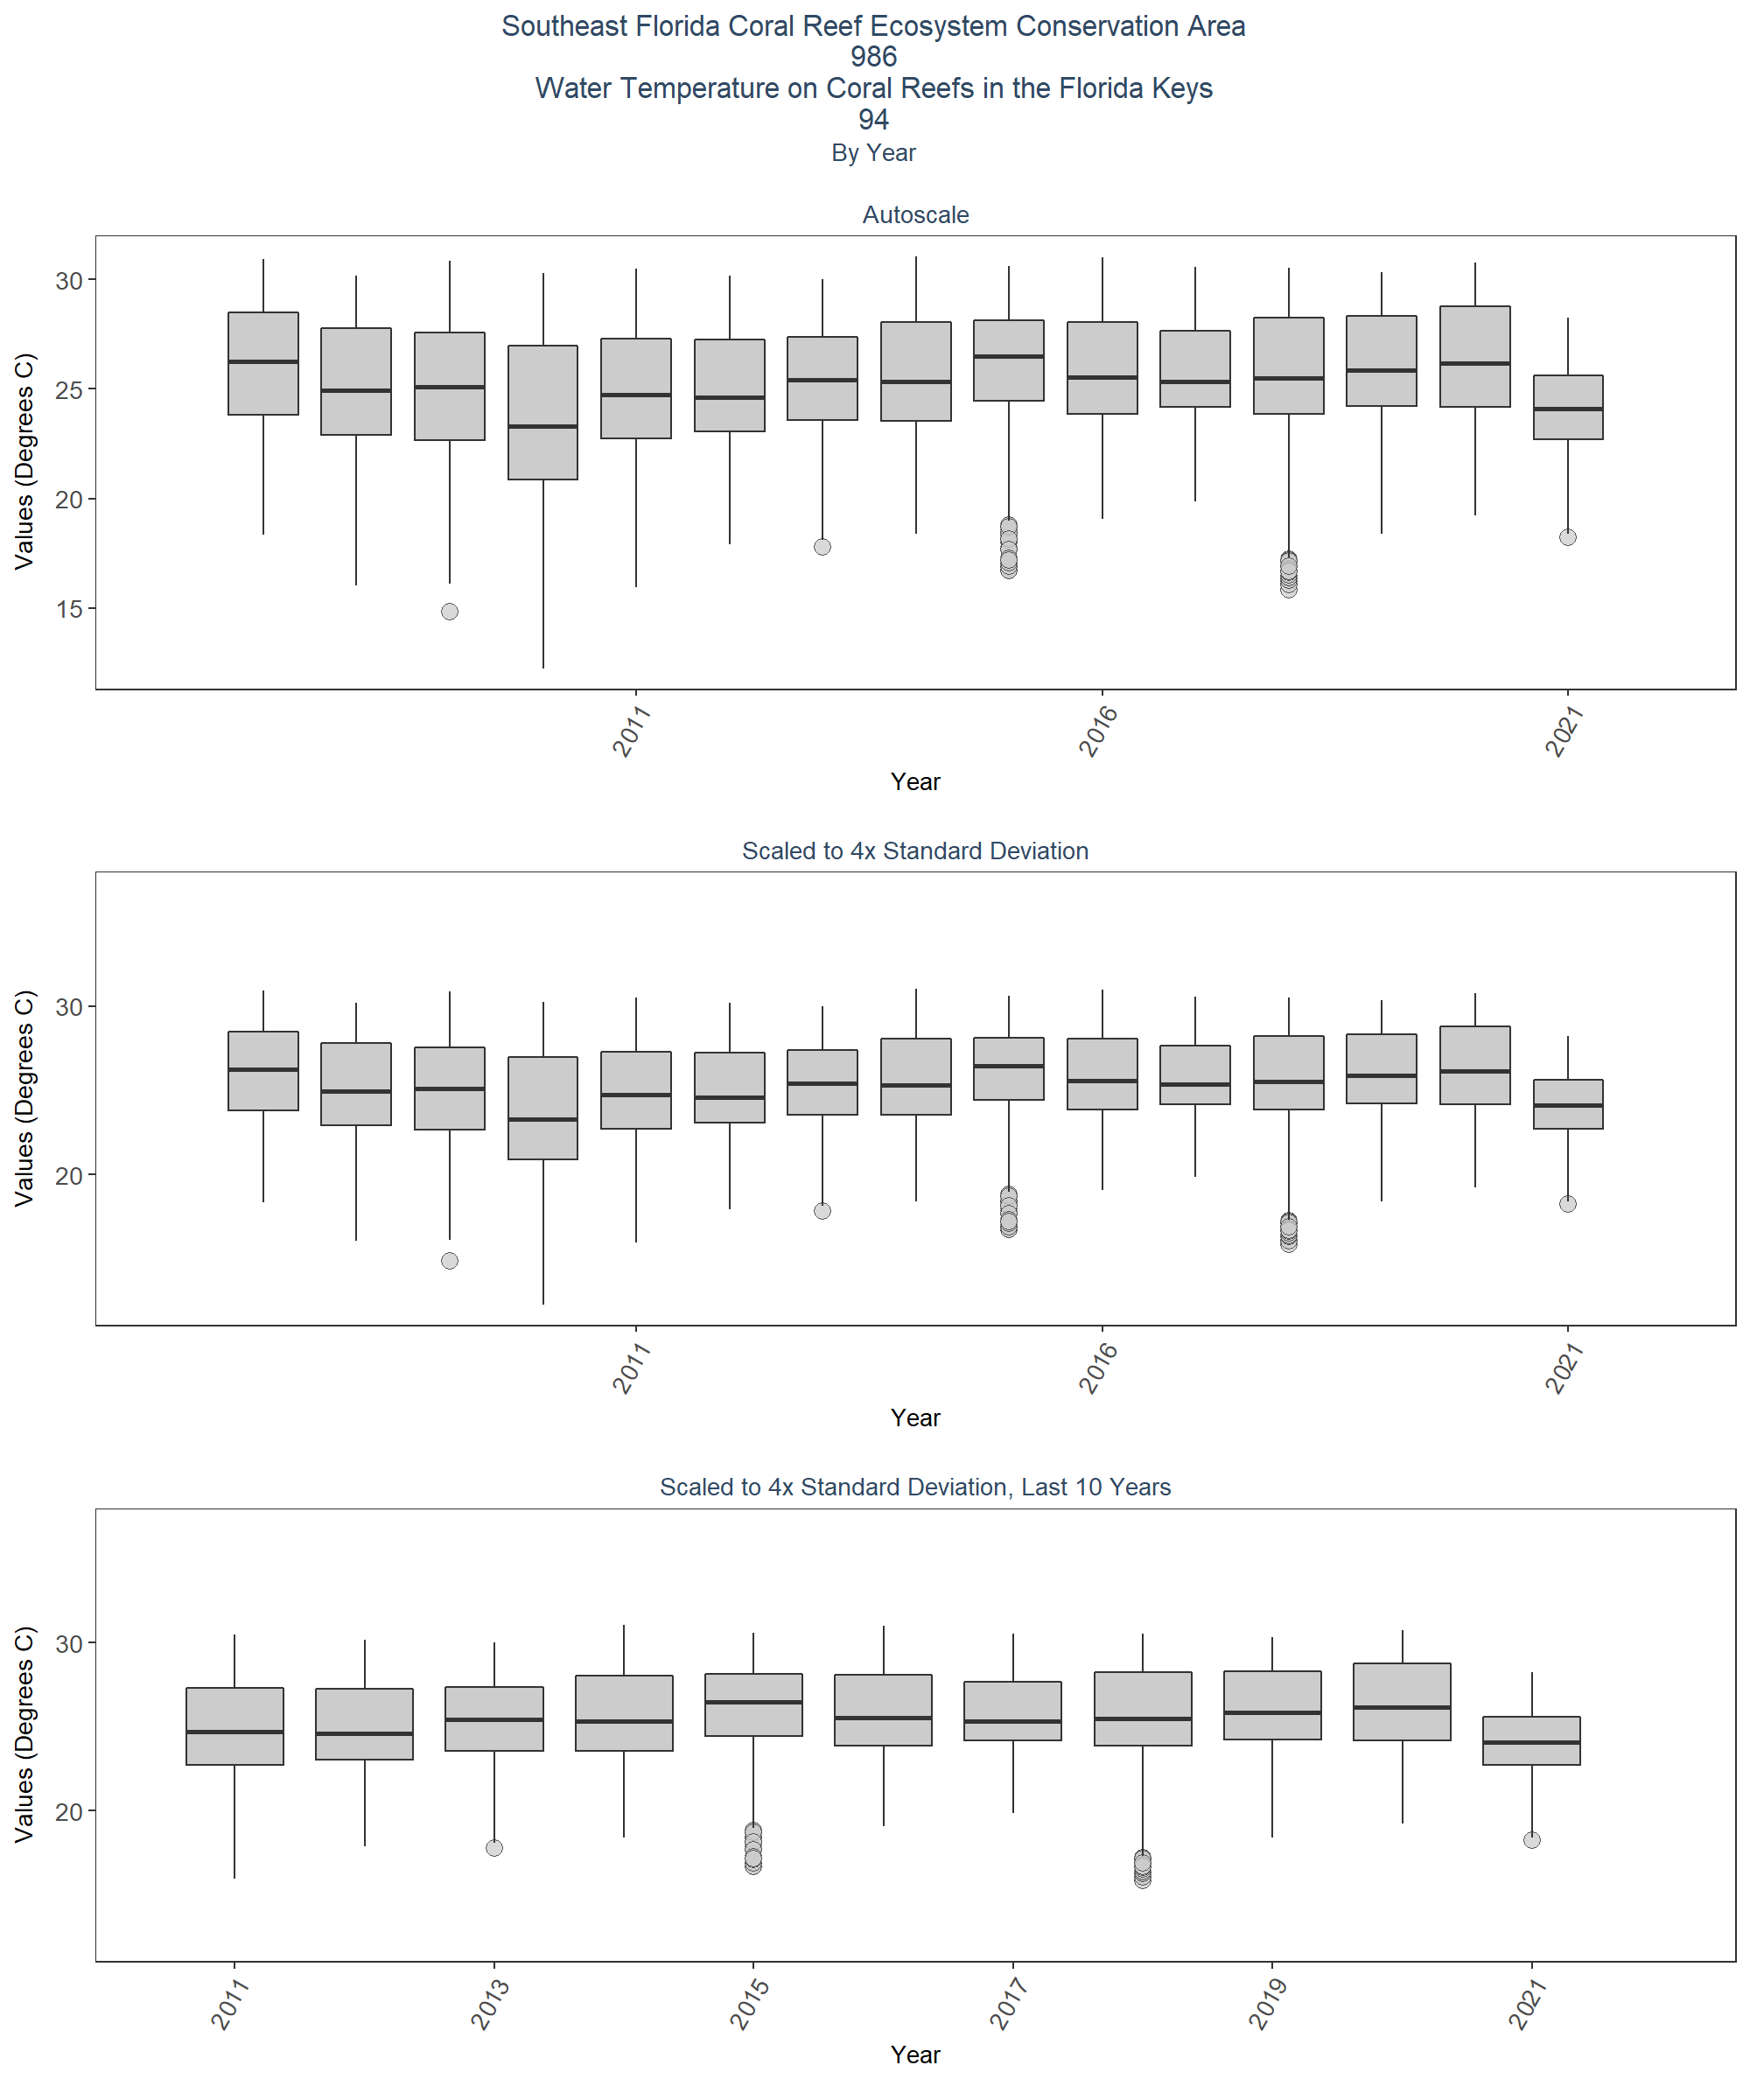 Southeast Florida Coral Reef Ecosystem Conservation Area
986
Water Temperature on Coral Reefs in the Florida Keys
94
By Year
Autoscale
Values (Degrees C)
30
25
20
15
2011
2016
2021
Year
Scaled to 4x Standard Deviation
Values (Degrees C)
30
20
2011
2016
2021
Year
Scaled to 4x Standard Deviation, Last 10 Years
Values (Degrees C)
30
20
2011
2013
2015
2017
2019
2021
Year